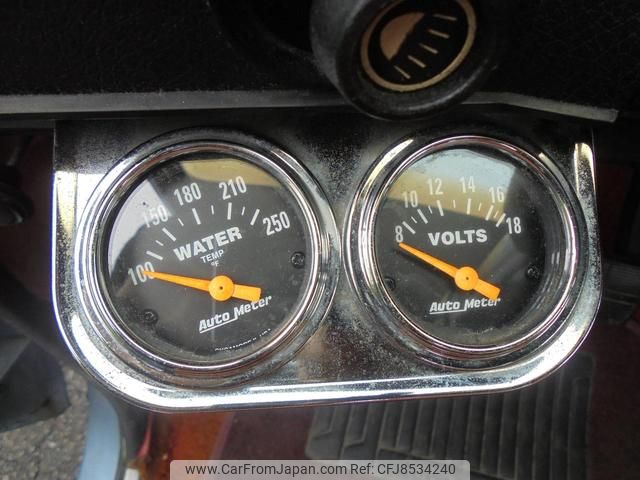 100 150 180 210 250
WATER
TEMP
°F
Auto Meter
8 10 12 14 16 18
VOLTS
Auto Meter
www.CarFromJapan.com - CFJ8534240